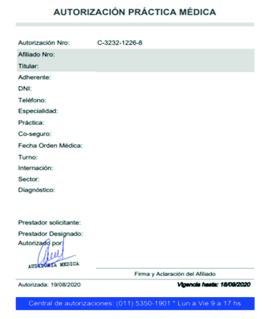 AUTORIZACIÓN PRÁCTICA MÉDICA
Autorización Nro: C-3232-1226-8
Afiliado Nro:
Titular:
Adherente:
DNI:
Teléfono:
Especialidad:
Práctica:
Co-seguro:
Fecha Orden Médica:
Turno:
Internación:
Sector:
Diagnóstico:
Prestador solicitante:
Prestador Designado:
Autorizado por:
AUDITORIA MEDICA
Firma y Aclaración del Afiliado
Autorizada: 19/08/2020 Vigencia hasta: 18/09/2020
Central de autorizaciones: (011) 5350-1901 * Lun a Vie 9 a 17 hs